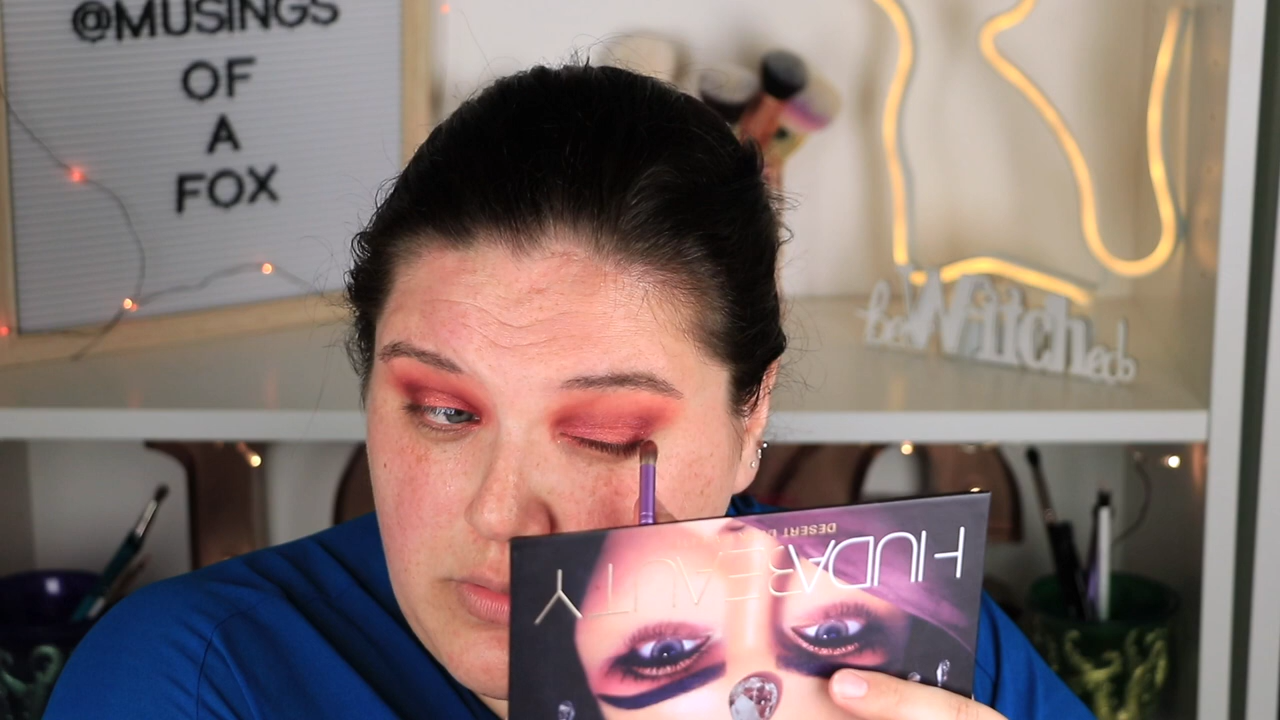 @MUSINGS
OF
A
FOX
beWitched
DESERT
HUDABEAUTY